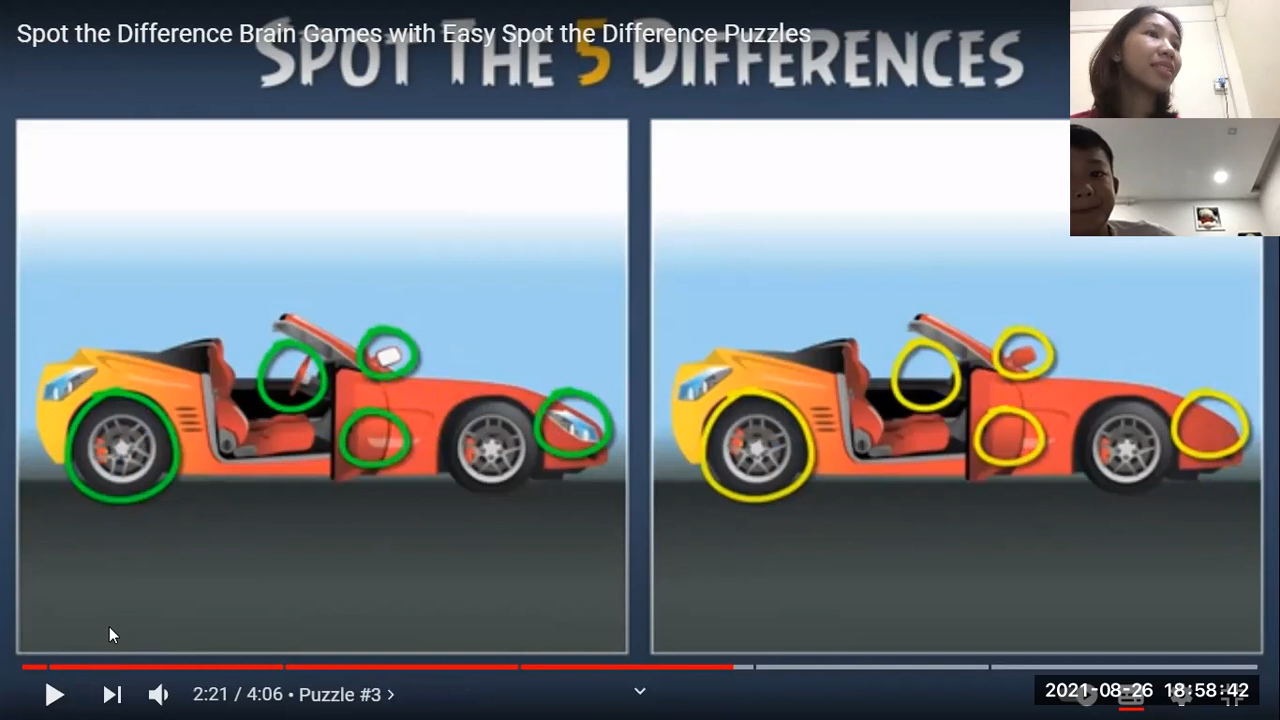 Spot the Difference Brain Games with Easy Spot the Difference Puzzles
SPOT THE 5 DIFFERENCES
2:21 / 4:06 • Puzzle #3 >
2021-08-26 18:58:42